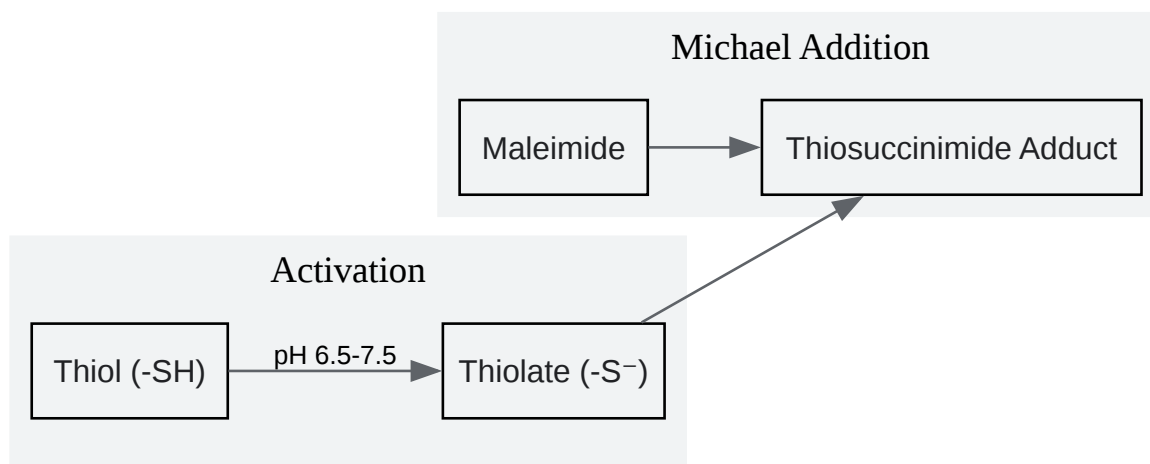 Michael Addition
Maleimide
Thiosuccinimide Adduct
Activation
Thiol (-SH)
pH 6.5-7.5
Thiolate (-S⁻)